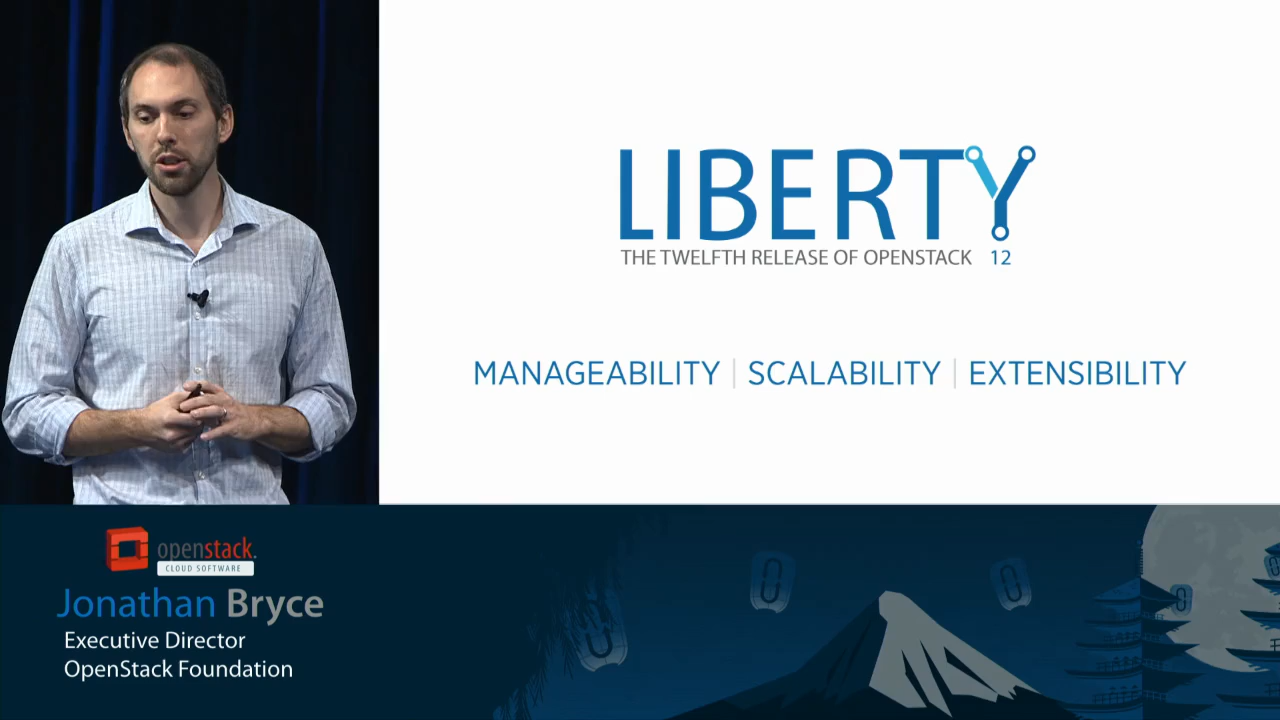 LIBERTY
THE TWELFTH RELEASE OF OPENSTACK 12
MANAGEABILITY | SCALABILITY | EXTENSIBILITY
openstack.
CLOUD SOFTWARE
Jonathan Bryce
Executive Director
OpenStack Foundation